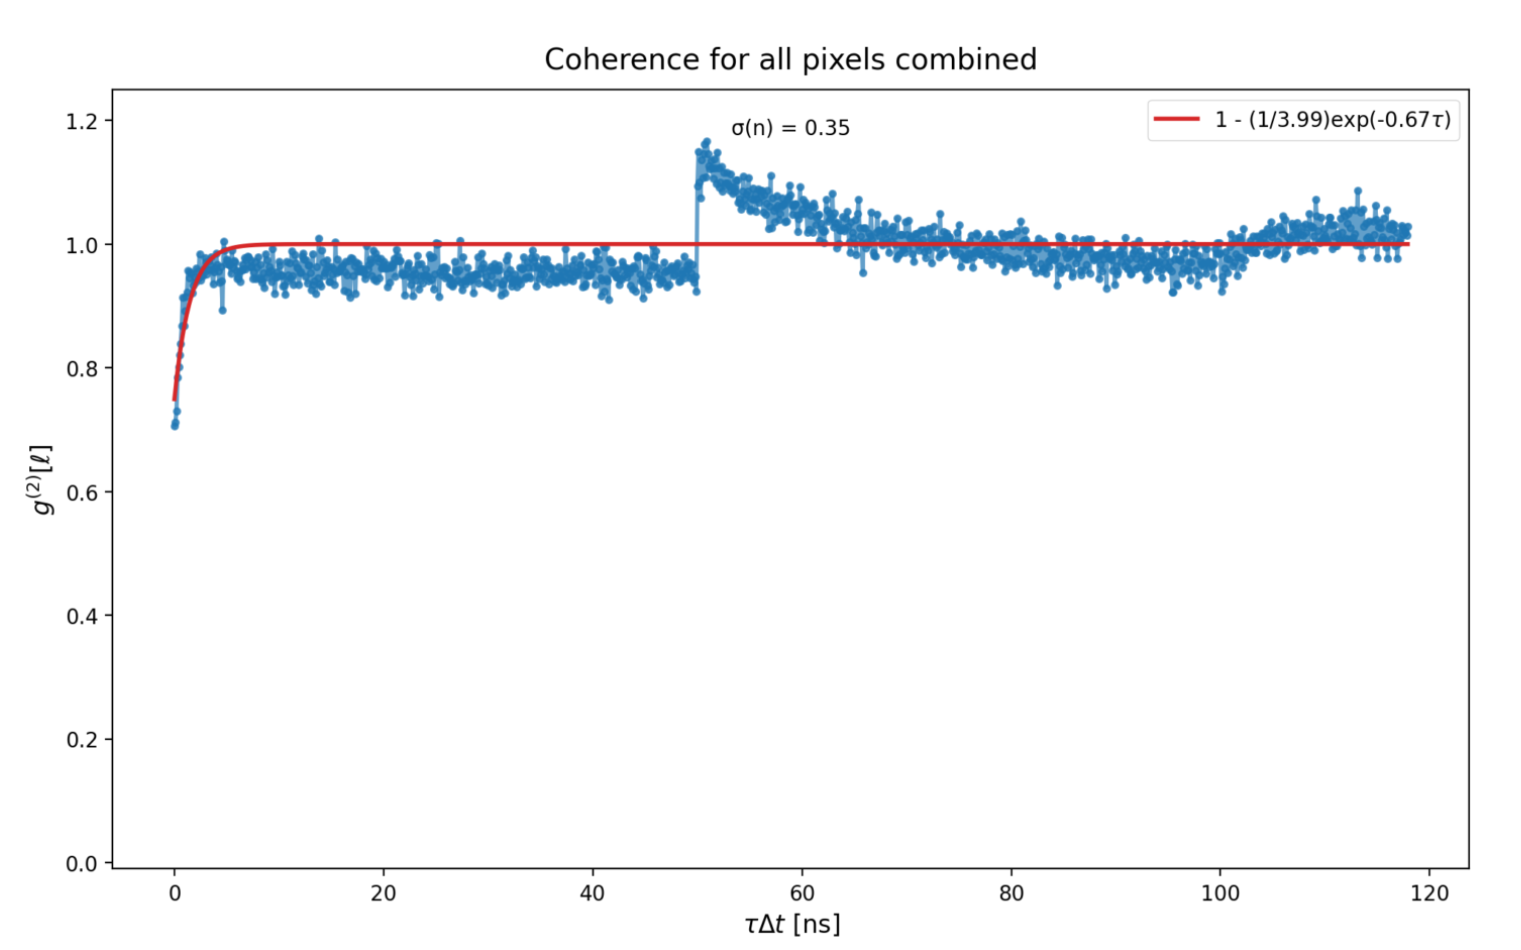 Coherence for all pixels combined
σ(n) = 0.35
1 - (1/3.99)exp(-0.67τ)
g⁽²⁾[ℓ]
1.2
1.0
0.8
0.6
0.4
0.2
0.0
0
20
40
60
80
100
120
τΔt [ns]